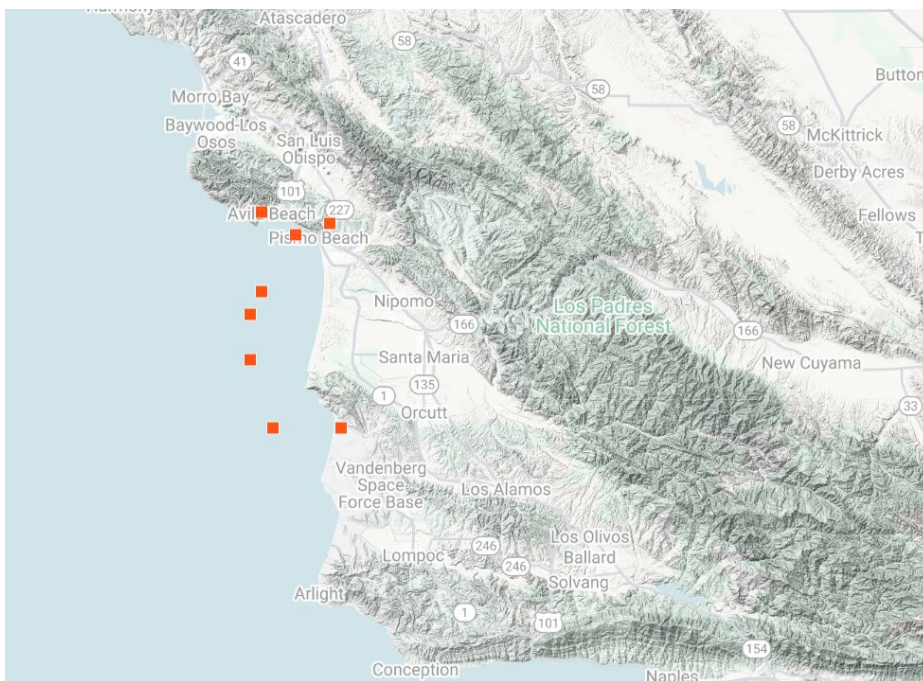 Harmony
Atascadero
58
41
58
Button
Morro Bay
Baywood-Los
Osos
San Luis
Obispo
58
McKittrick
Derby Acres
101
227
Avila Beach
Pismo Beach
Fellows
Nipomo
Los Padres
National Forest
166
166
Santa Maria
New Cuyama
135
1
Orcutt
33
Vandenberg
Space
Force Base
Los Alamos
246
Los Olivos
Ballard
Lompoc
246
Solvang
Arlight
1
101
154
Conception
Naples